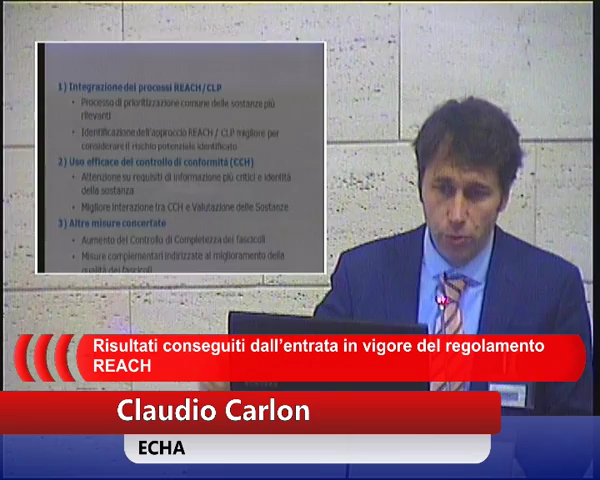 1) Integrazione dei processi REACH/CLP
• Processo di prioritizzazione comune delle sostanze più
rilevanti
• Identificazione dell'approccio REACH / CLP migliore per
considerare il rischio potenziale identificato
2) Uso efficace del controllo di conformità (CCH)
• Attenzione su requisiti di informazione più critici e identità
della sostanza
• Migliore interazione tra CCH e Valutazione delle Sostanze
3) Altre misure concertate
• Aumento del Controllo di Completezza dei fascicoli
• Misure complementari indirizzate al miglioramento della
qualità dei fascicoli
Risultati conseguiti dall'entrata in vigore del regolamento
REACH
Claudio Carlon
ECHA